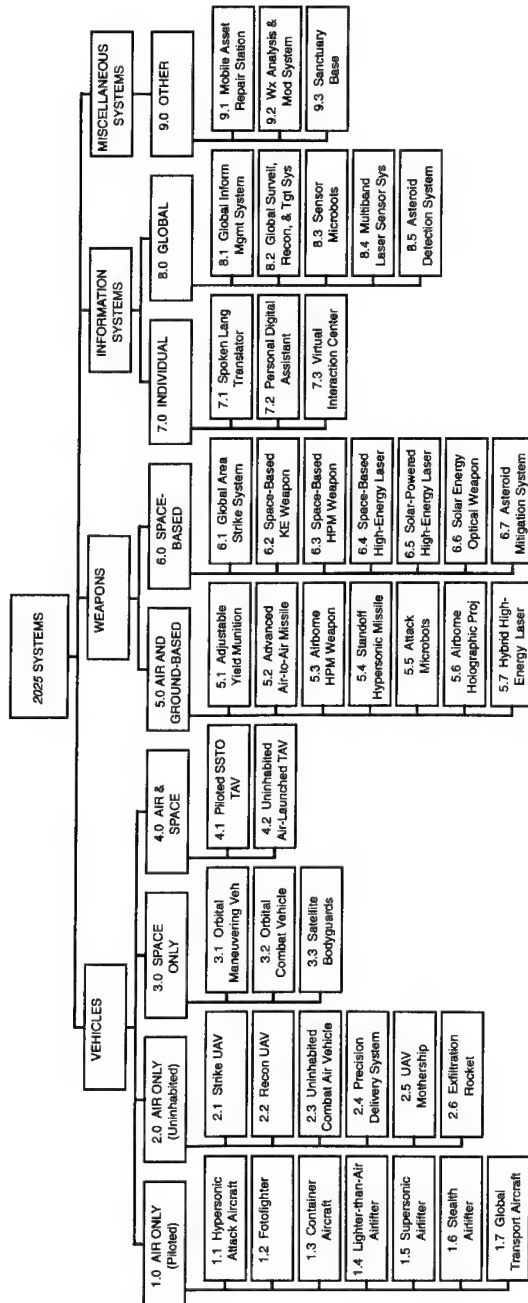 2025 SYSTEMS
VEHICLES
WEAPONS
INFORMATION
SYSTEMS
MISCELLANEOUS
SYSTEMS
1.0 AIR ONLY
(Piloted)
1.1 Hypersonic
Attack Aircraft
1.2 Fotofighter
1.3 Container
Aircraft
1.4 Lighter-than-Air
Airlifter
1.5 Supersonic
Airlifter
1.6 Stealth
Airlifter
1.7 Global
Transport Aircraft
2.0 AIR ONLY
(Uninhabited)
2.1 Strike UAV
2.2 Recon UAV
2.3 Uninhabited
Combat Air Vehicle
2.4 Precision
Delivery System
2.5 UAV
Mothership
2.6 Exfiltration
Rocket
3.0 SPACE
ONLY
3.1 Orbital
Maneuvering Veh
3.2 Orbital
Combat Vehicle
3.3 Satellite
Bodyguards
4.0 AIR &
SPACE
4.1 Piloted SSTO
TAV
4.2 Uninhabited
Air-Launched TAV
5.0 AIR AND
GROUND-BASED
5.1 Adjustable
Yield Munition
5.2 Advanced
Air-to-Air Missile
5.3 Airborne
HPM Weapon
5.4 Standoff
Hypersonic Missile
5.5 Attack
Microbots
5.6 Airborne
Holographic Proj
5.7 Hybrid High-
Energy Laser
6.0 SPACE-
BASED
6.1 Global Area
Strike System
6.2 Space-Based
KE Weapon
6.3 Space-Based
HPM Weapon
6.4 Space-Based
High-Energy Laser
6.5 Solar-Powered
High-Energy Laser
6.6 Solar Energy
Optical Weapon
6.7 Asteroid
Mitigation System
7.0 INDIVIDUAL
7.1 Spoken Lang
Translator
7.2 Personal Digital
Assistant
7.3 Virtual
Interaction Center
8.0 GLOBAL
8.1 Global Inform
Mgmt System
8.2 Global Surveil,
Recon, & Tgt Sys
8.3 Sensor
Microbots
8.4 Multiband
Laser Sensor Sys
8.5 Asteroid
Detection System
9.0 OTHER
9.1 Mobile Asset
Repair Station
9.2 Wx Analysis &
Mod System
9.3 Sanctuary
Base